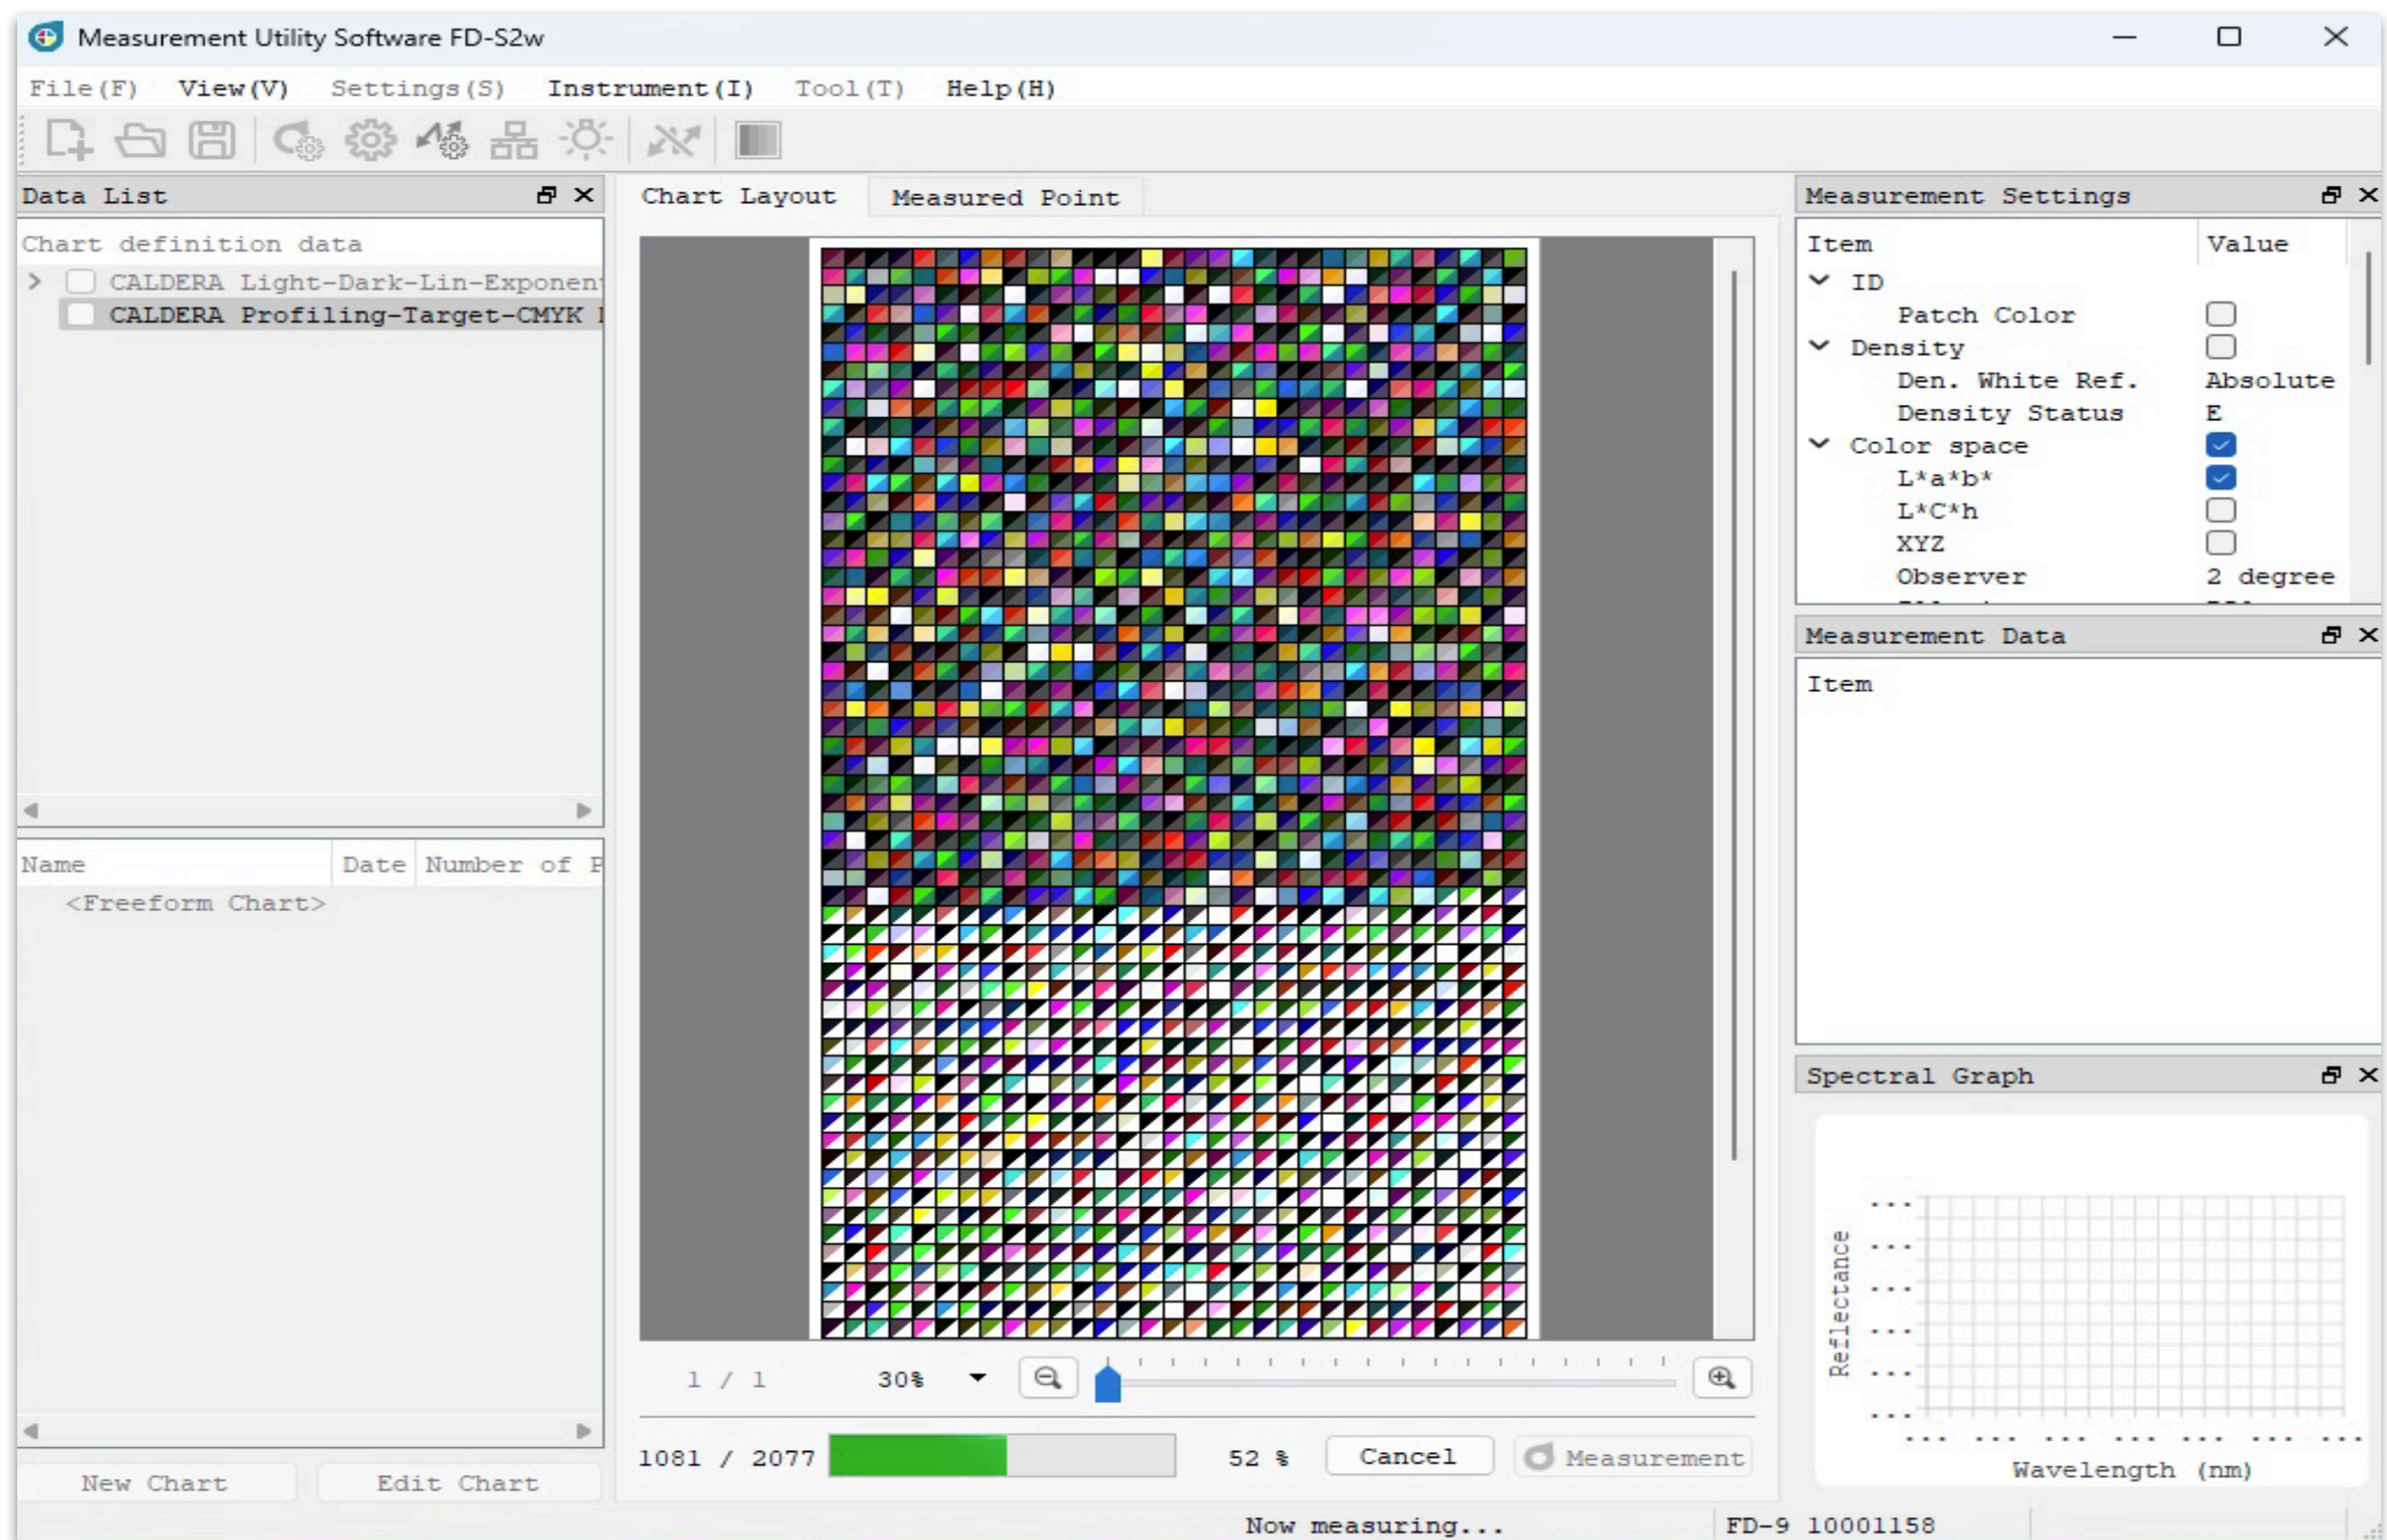 Measurement Utility Software FD-S2w
File(F) View(V) Settings(S) Instrument(I) Tool(T) Help(H)
Data List
Chart definition data
CALDERA Light-Dark-Lin-Exponen
CALDERA Profiling-Target-CMYK
Name Date Number of P
<Freeform Chart>
New Chart Edit Chart
Chart Layout Measured Point
1 / 1 30%
1081 / 2077 52 % Cancel Measurement
Measurement Settings
Item Value
ID
Patch Color
Density
Den. White Ref. Absolute
Density Status E
Color space
L*a*b*
L*C*h
XYZ
Observer 2 degree
Measurement Data
Item
Spectral Graph
Reflectance
... 
... 
... 
... 
... 
... 
... ... ... ... ... ... ...
Wavelength (nm)
Now measuring... FD-9 10001158